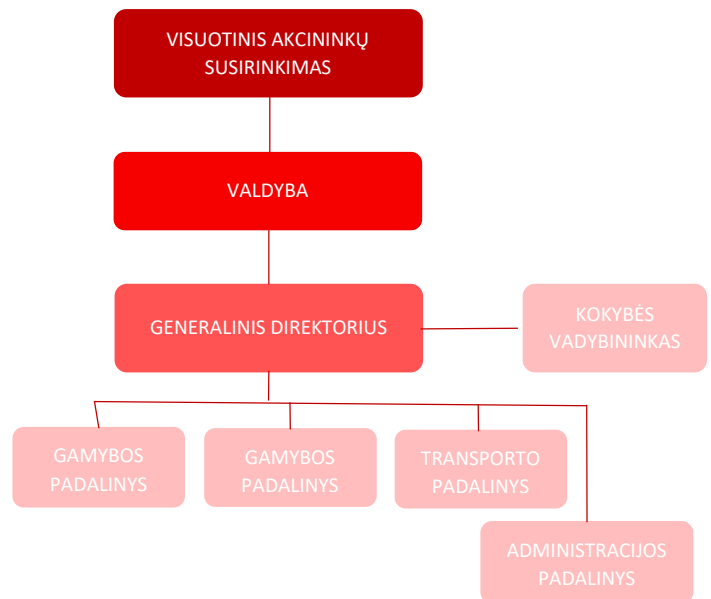 VISUOTINIS AKCININKŲ
SUSIRINKIMAS
VALDYBA
GENERALINIS DIREKTORIUS
KOKYBĖS
VADYBININKAS
GAMYBOS
PADALINYS
GAMYBOS
PADALINYS
TRANSPORTO
PADALINYS
ADMINISTRACIJOS
PADALINYS